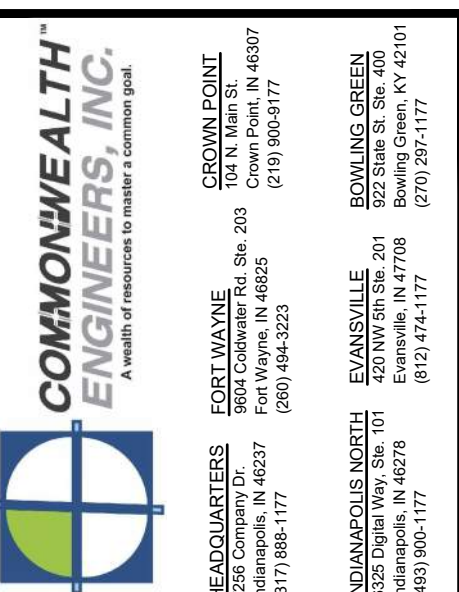 COMMONWEALTH™
ENGINEERS, INC.
A wealth of resources to master a common goal.
HEADQUARTERS
256 Company Dr.
ndianapolis, IN 46237
317) 888-1177
FORT WAYNE
9604 Coldwater Rd. Ste. 203
Fort Wayne, IN 46825
(260) 494-3223
CROWN POINT
104 N. Main St.
Crown Point, IN 46307
(219) 900-9177
NDIANAPOLIS NORTH
6325 Digital Way, Ste. 101
ndianapolis, IN 46278
(493) 900-1177
EVANSVILLE
420 NW 5th Ste. 201
Evansville, IN 47708
(812) 474-1177
BOWLING GREEN
922 State St. Ste. 400
Bowling Green, KY 42101
(270) 297-1177